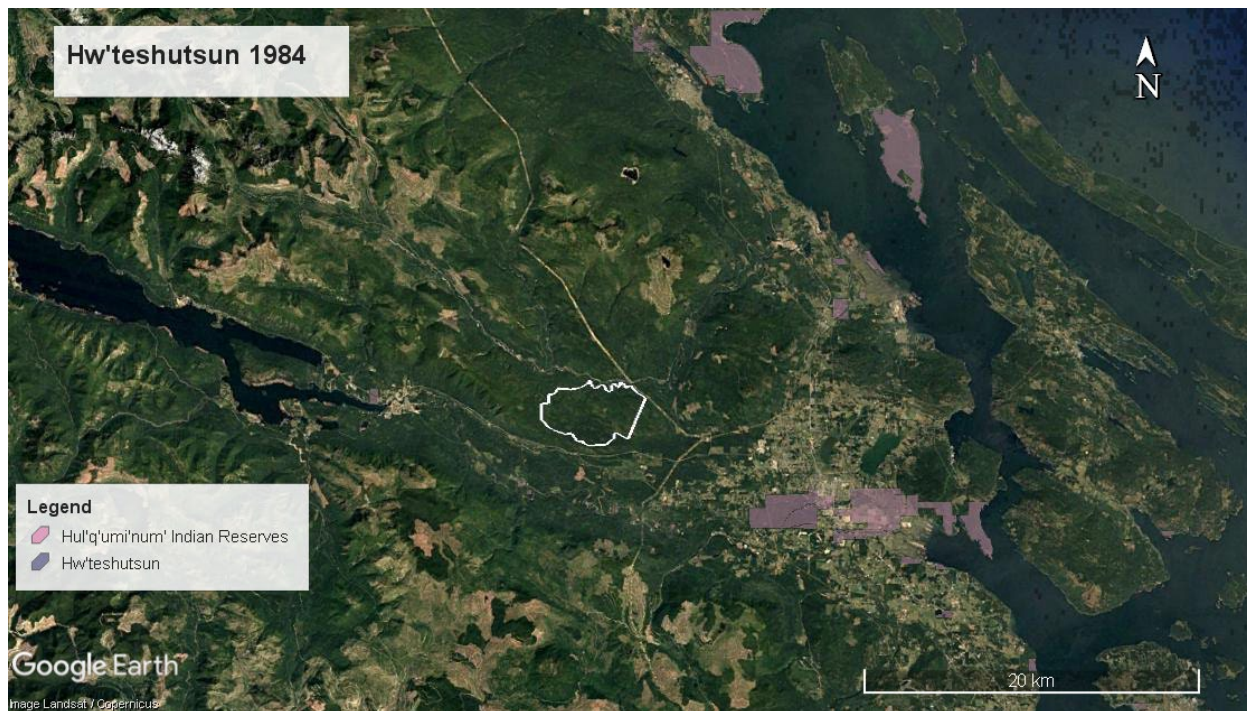 Hw'teshutsun 1984
N
Legend
Hul'q'umi'num' Indian Reserves
Hw'teshutsun
Google Earth
20 km
Image Landsat / Copernicus